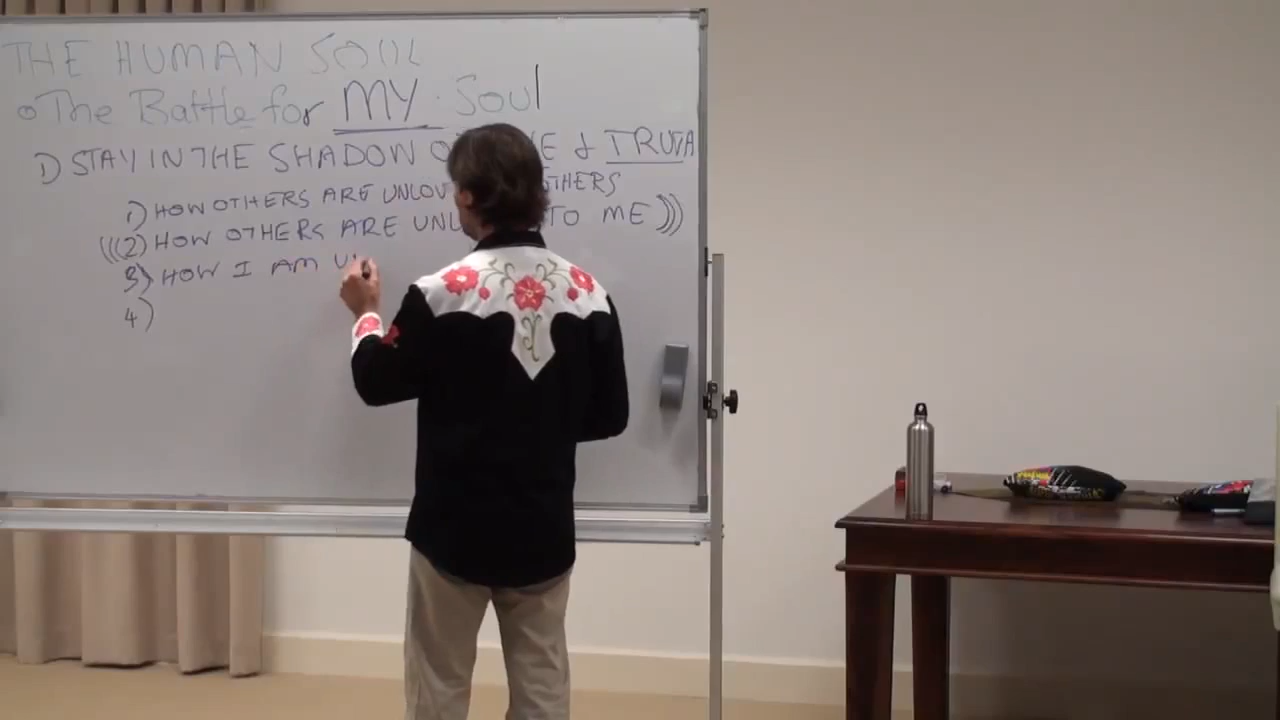 THE HUMAN SOUL
The Battle for MY Soul
1) STAY IN THE SHADOW & TRUTH
1) HOW OTHERS ARE OTHERS
(((2) HOW OTHERS ARE TO ME)))
3) HOW I AM
4)